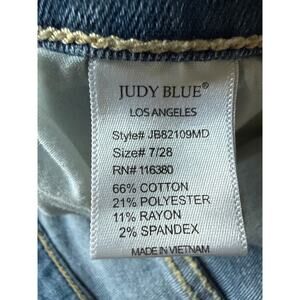 JUDY BLUE®
LOS ANGELES
Style# JB82109MD
Size# 7/28
RN# 116380
66% COTTON
21% POLYESTER
11% RAYON
2% SPANDEX
MADE IN VIETNAM